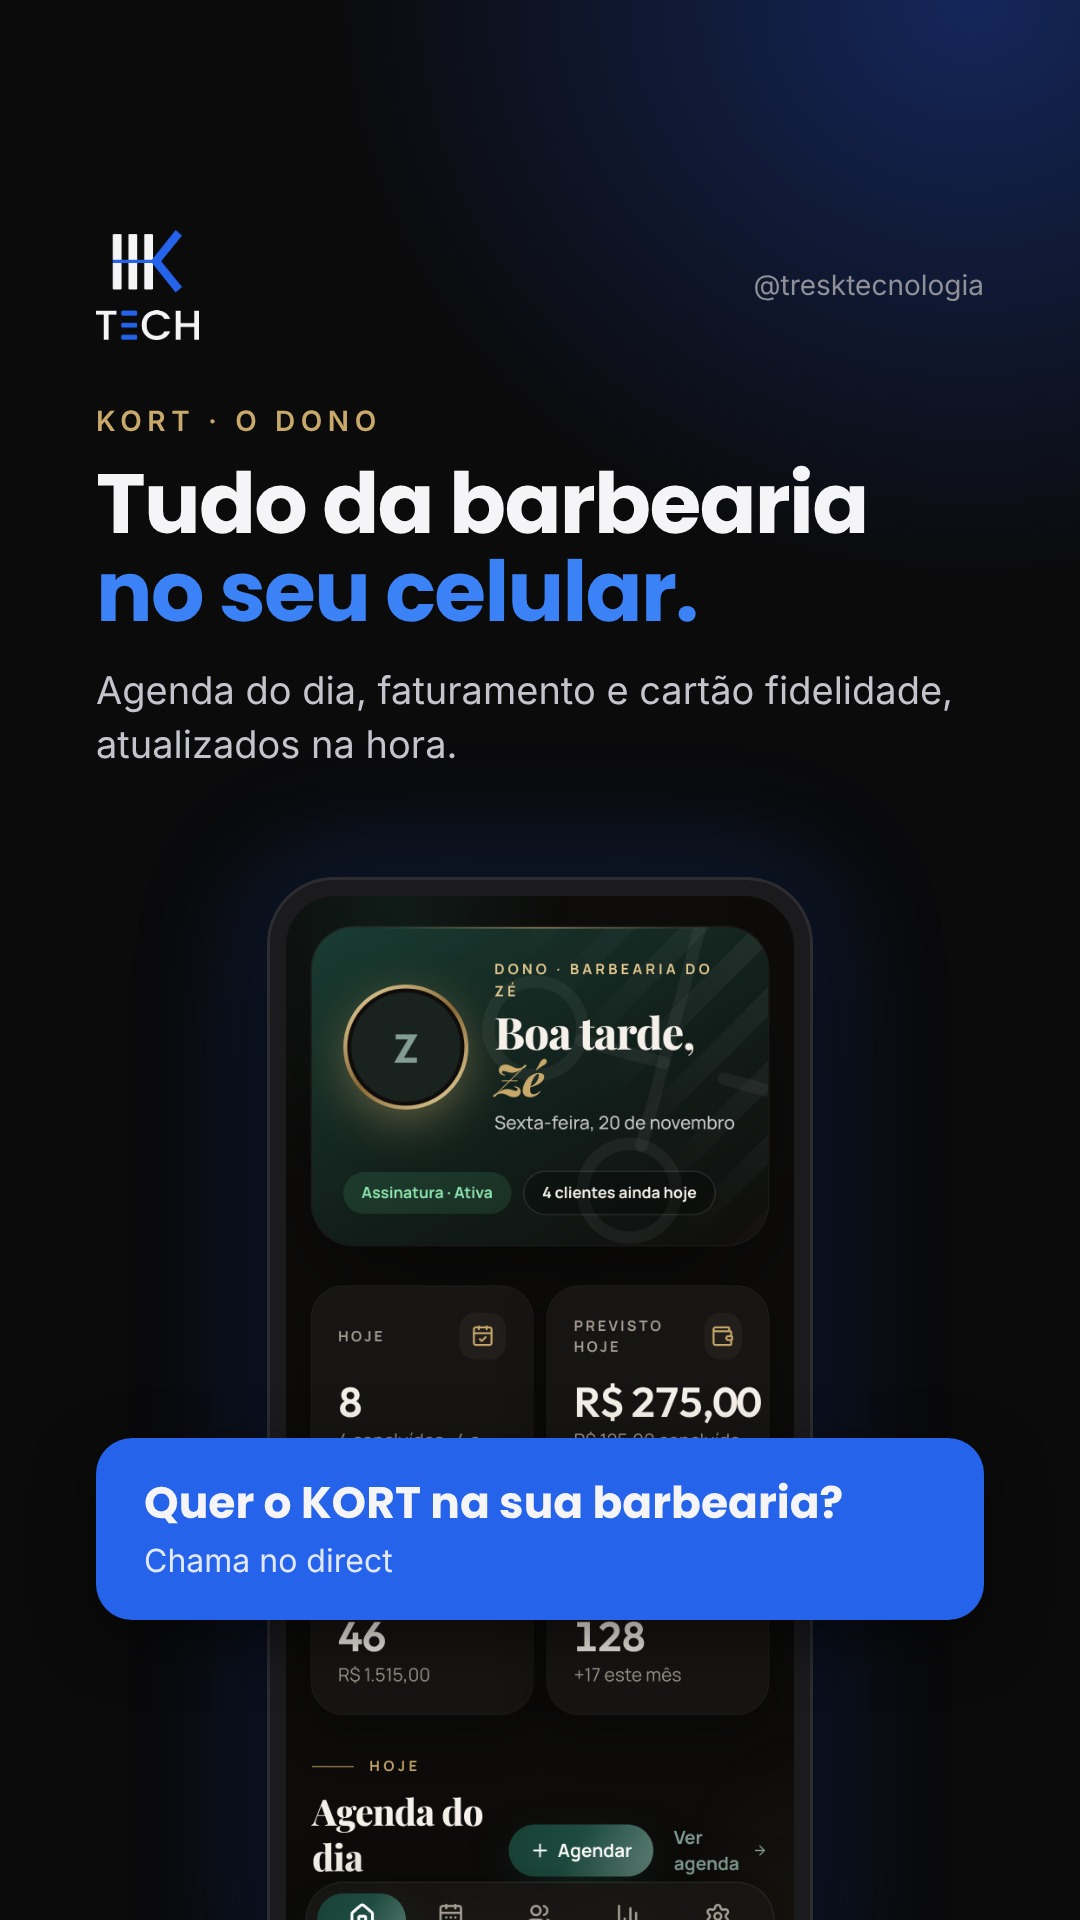 K
TECH
@tresktecnologia
KORT · O DONO
Tudo da barbearia
no seu celular.
Agenda do dia, faturamento e cartão fidelidade,
atualizados na hora.
DONO · BARBEARIA DO
ZÉ
Z
Boa tarde,
Zé
Sexta-feira, 20 de novembro
Assinatura · Ativa
4 clientes ainda hoje
HOJE
PREVISTO
HOJE
8
R$ 275,00
Quer o KORT na sua barbearia?
Chama no direct
46
128
R$ 1.515,00
+17 este mês
HOJE
Agenda do
dia
+ Agendar
Ver
agenda →